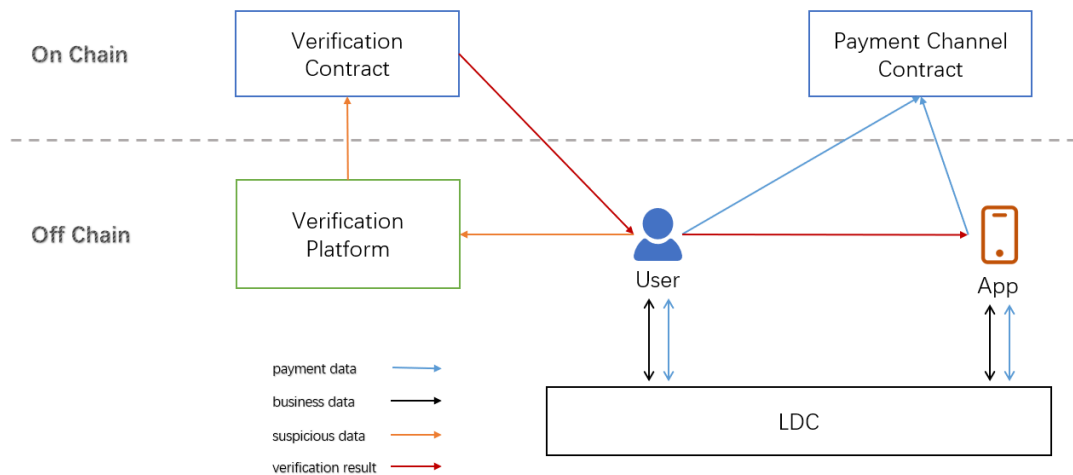 On Chain
Verification
Contract
Payment Channel
Contract
Off Chain
Verification
Platform
User
App
payment data
business data
suspicious data
verification result
LDC